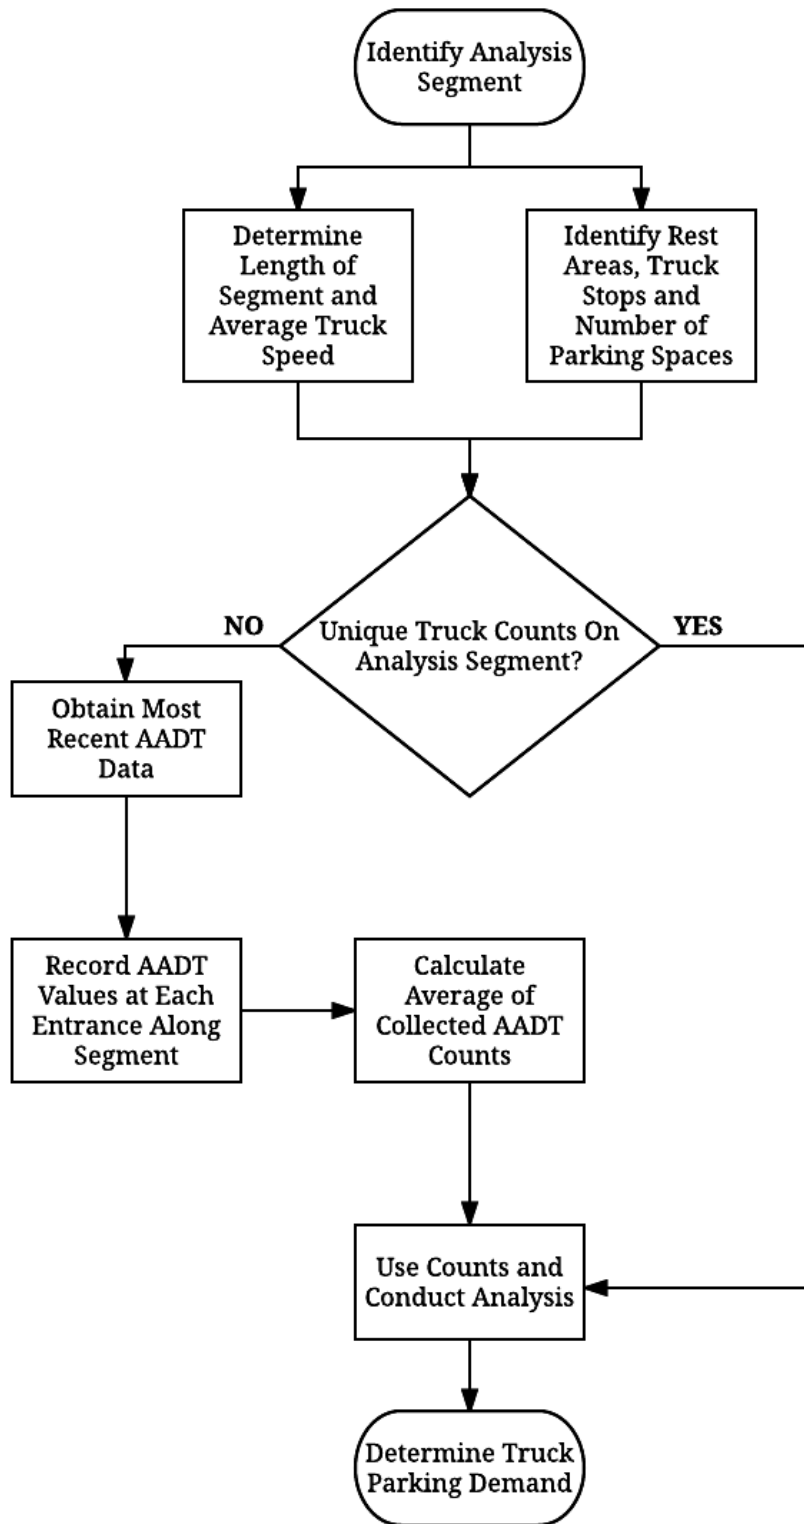 Identify Analysis
Segment
Determine
Length of
Segment and
Average Truck
Speed
Identify Rest
Areas, Truck
Stops and
Number of
Parking Spaces
NO
Unique Truck Counts On
Analysis Segment?
YES
Obtain Most
Recent AADT
Data
Record AADT
Values at Each
Entrance Along
Segment
Calculate
Average of
Collected AADT
Counts
Use Counts and
Conduct Analysis
Determine Truck
Parking Demand